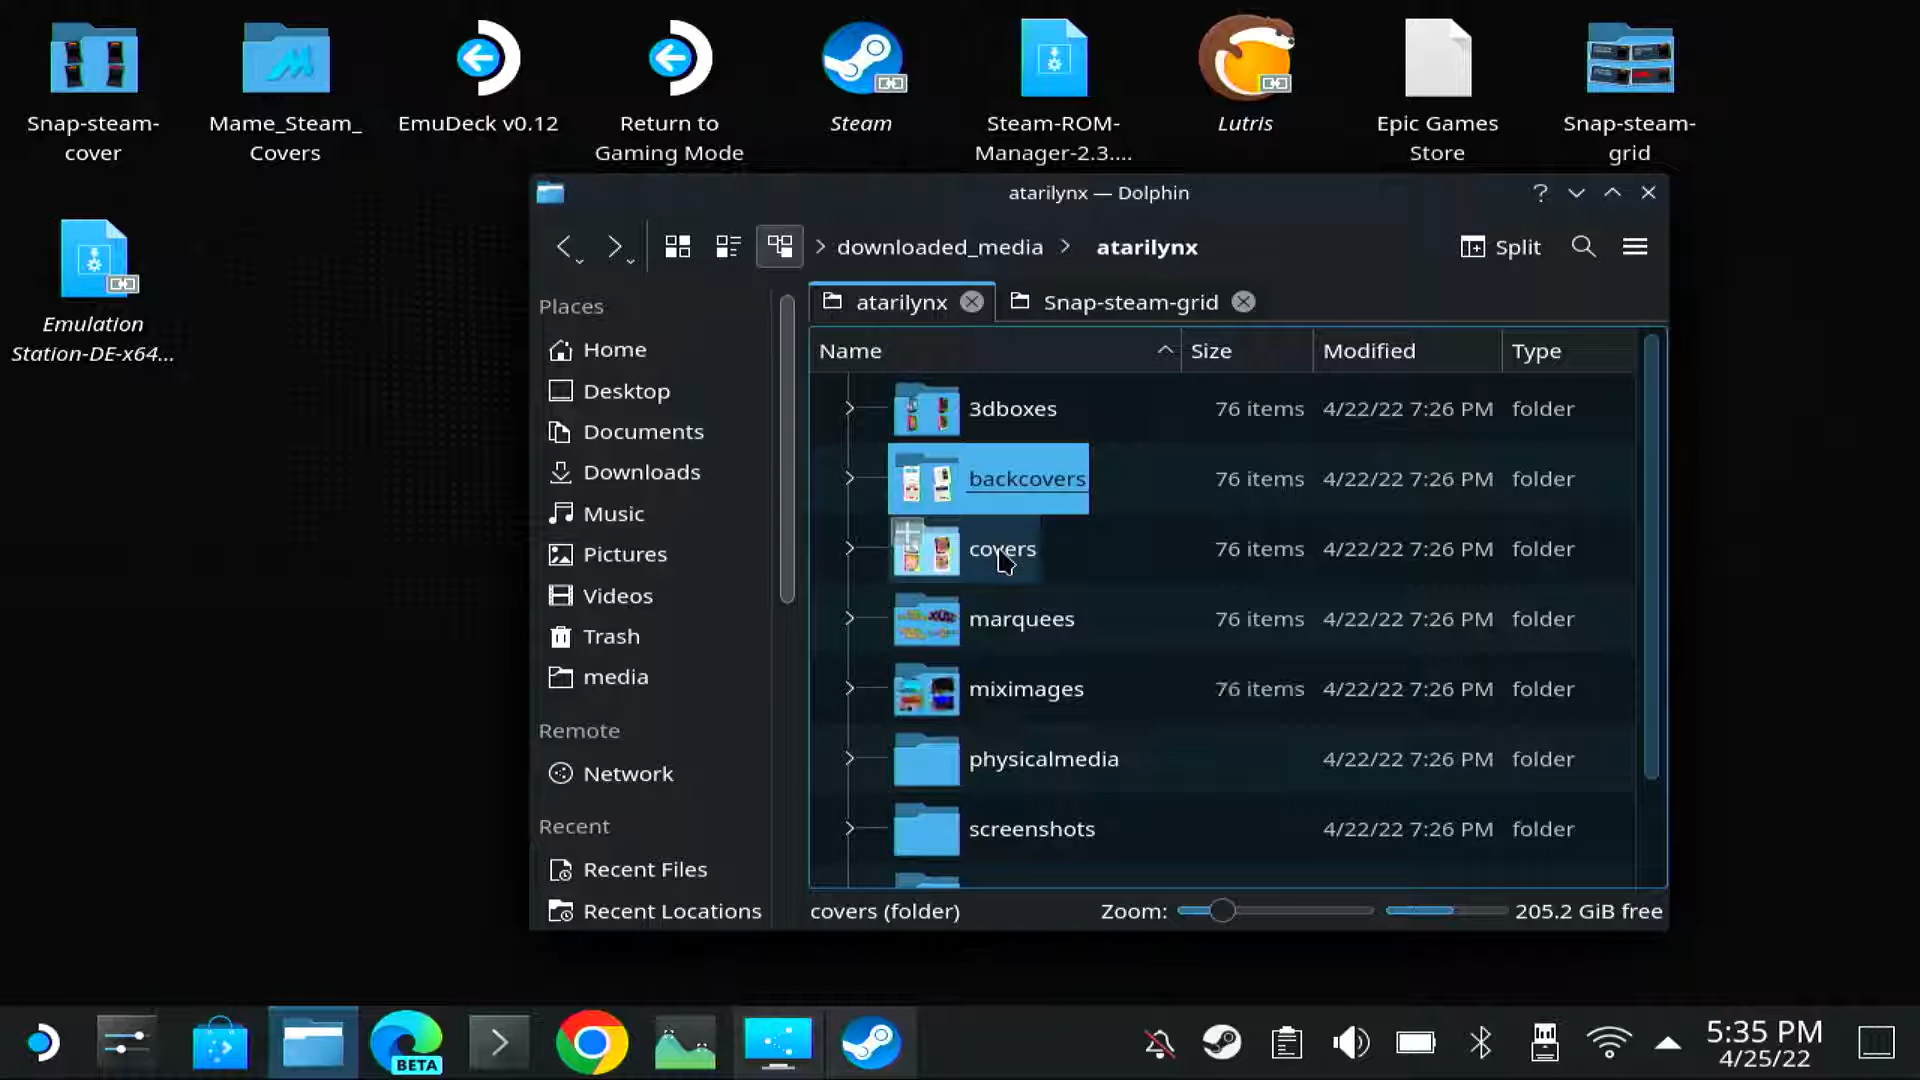 Snap-steam-
cover
Mame_Steam_
Covers
EmuDeck v0.12
Return to
Gaming Mode
Steam
Steam-ROM-
Manager-2.3....
Lutris
Epic Games
Store
Snap-steam-
grid
Emulation
Station-DE-x64...
atarilynx — Dolphin
?
downloaded_media
atarilynx
Split
Places
Home
Desktop
Documents
Downloads
Music
Pictures
Videos
Trash
media
Remote
Network
Recent
Recent Files
Recent Locations
atarilynx
Snap-steam-grid
Name Size Modified Type
3dboxes 76 items 4/22/22 7:26 PM folder
backcovers 76 items 4/22/22 7:26 PM folder
covers 76 items 4/22/22 7:26 PM folder
marquees 76 items 4/22/22 7:26 PM folder
miximages 76 items 4/22/22 7:26 PM folder
physicalmedia 4/22/22 7:26 PM folder
screenshots 4/22/22 7:26 PM folder
covers (folder) Zoom: 205.2 GiB free
BETA
5:35 PM
4/25/22